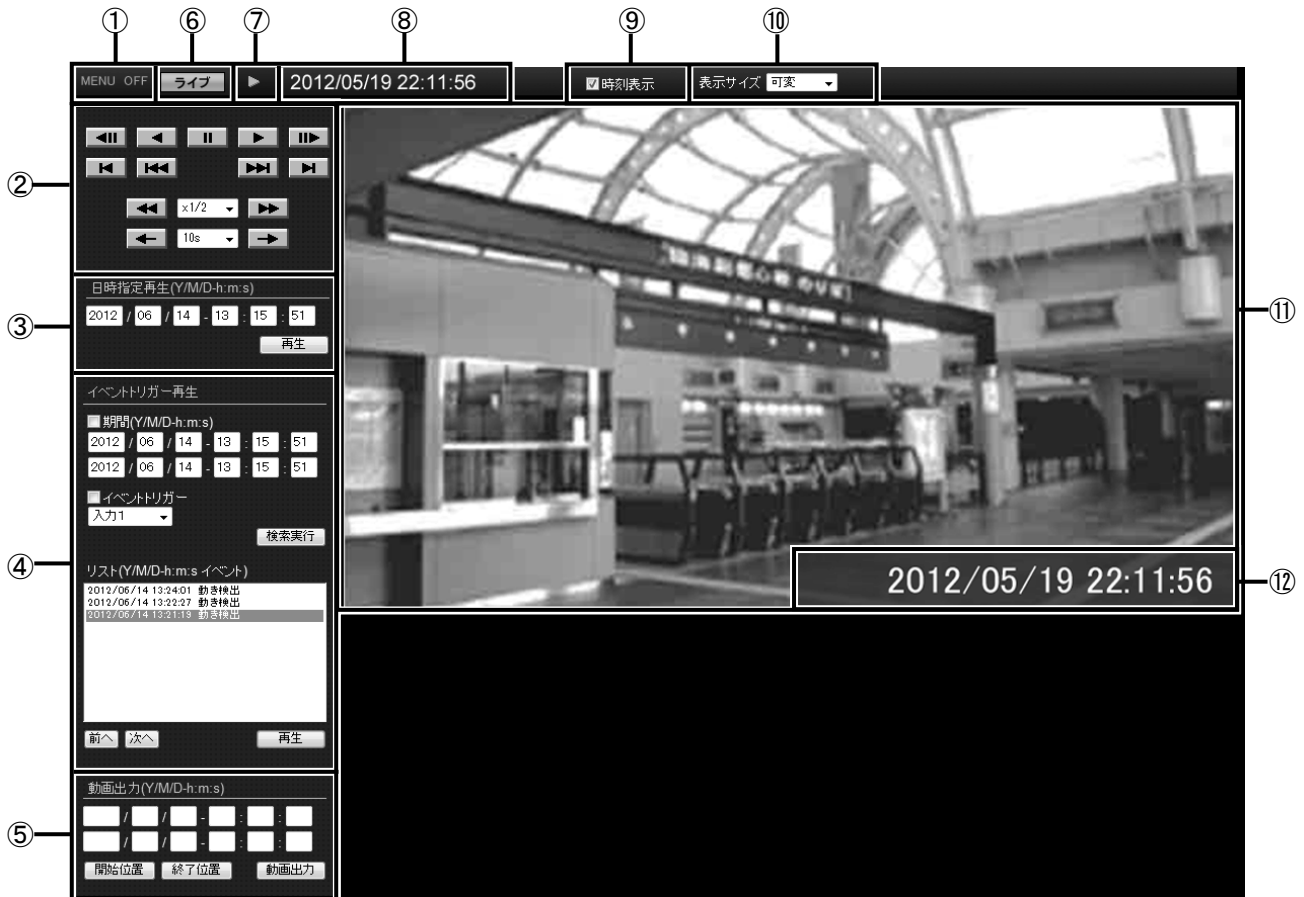 ① ⑥ ⑦ ⑧ ⑨ ⑩
MENU OFF ライブ 2012/05/19 22:11:56 時刻表示 表示サイズ 可変
②
x1/2
10s
③
日時指定再生(Y/M/D-h:m:s)
2012 / 06 / 14 - 13 : 15 : 51
再生
④
イベントトリガー再生
期間(Y/M/D-h:m:s)
2012 / 06 / 14 - 13 : 15 : 51
2012 / 06 / 14 - 13 : 15 : 51
イベントトリガー
入力1
検索実行
リスト(Y/M/D-h:m:s イベント)
2012/06/14 13:24:01 動き検出
2012/06/14 13:22:27 動き検出
2012/06/14 13:21:19 動き検出
前へ 次へ 再生
⑤
動画出力(Y/M/D-h:m:s)
/ / - : :
/ / - : :
開始位置 終了位置 動画出力
⑪
2012/05/19 22:11:56
⑫